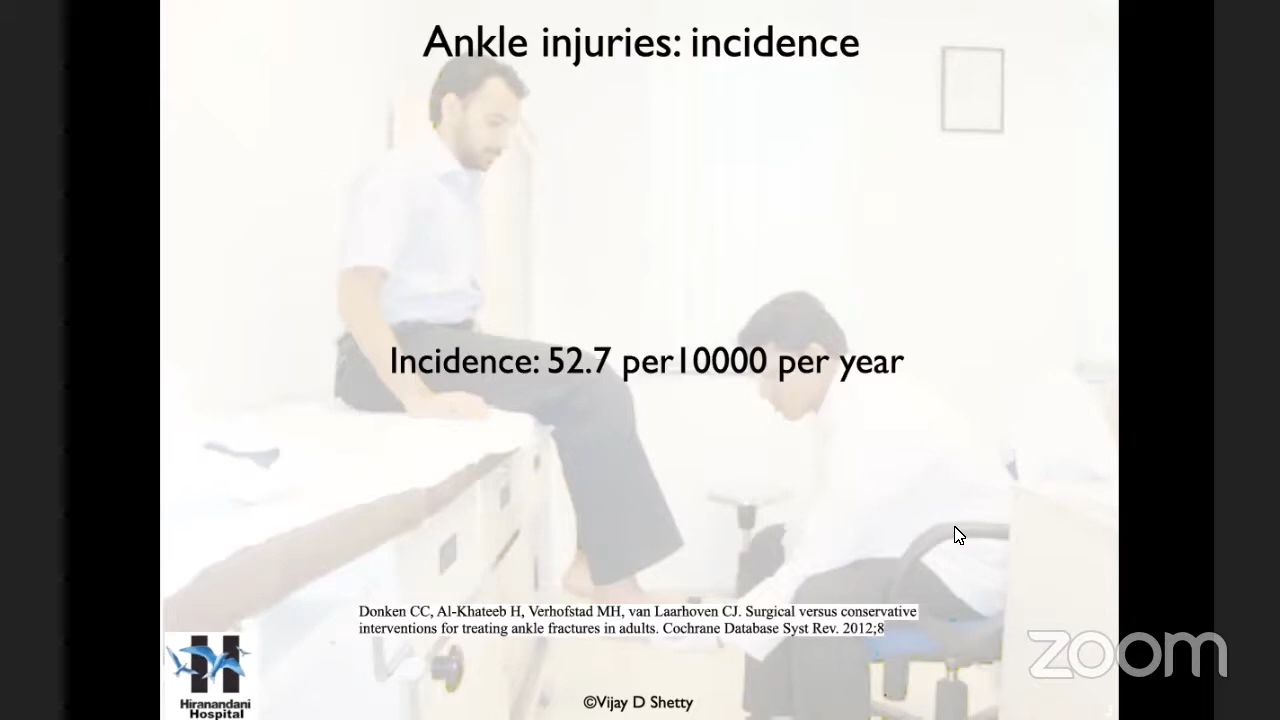 Ankle injuries: incidence
Incidence: 52.7 per10000 per year
Donken CC, Al-Khateeb H, Verhofstad MH, van Laarhoven CJ. Surgical versus conservative
interventions for treating ankle fractures in adults. Cochrane Database Syst Rev. 2012;8
zoom
H
Hiranandani
Hospital
©Vijay D Shetty